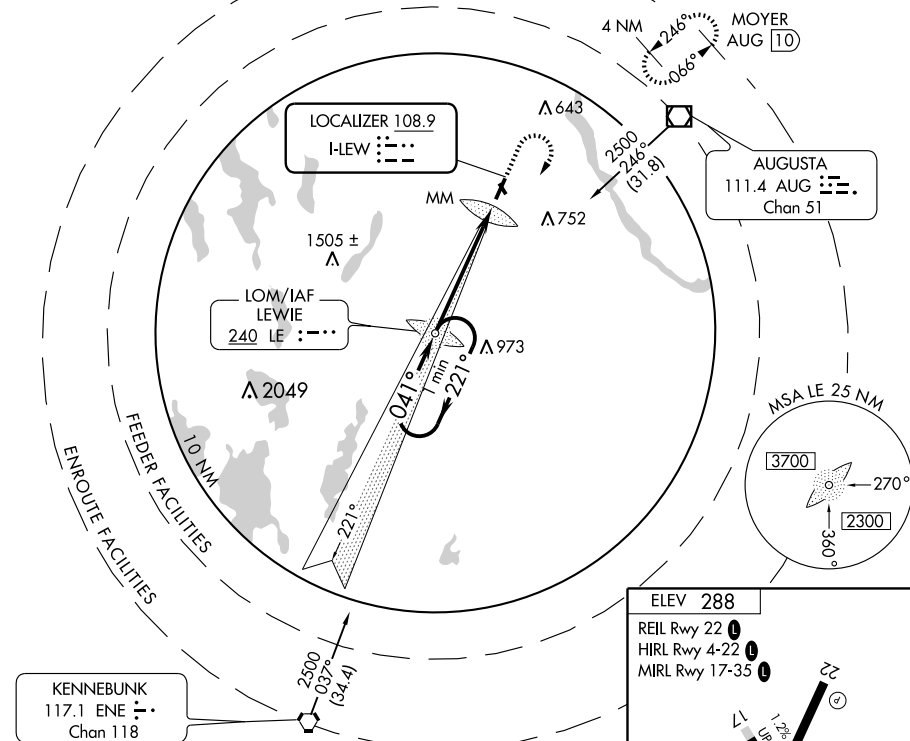 4 NM
246°
066°
MOYER
AUG 10
LOCALIZER 108.9
I-LEW
643
2500
246°
(31.8)
AUGUSTA
111.4 AUG
Chan 51
MM
752
1505 ±
LOM/IAF
LEWIE
240 LE
973
041°
1 min
221°
2049
10 NM
FEEDER FACILITIES
ENROUTE FACILITIES
221°
MSA LE 25 NM
3700
270°
2300
360°
2500
037°
(34.4)
KENNEBUNK
117.1 ENE
Chan 118
ELEV 288
REIL Rwy 22 L
HIRL Rwy 4-22 L
MIRL Rwy 17-35 L
22
P
17
1.2%
UP